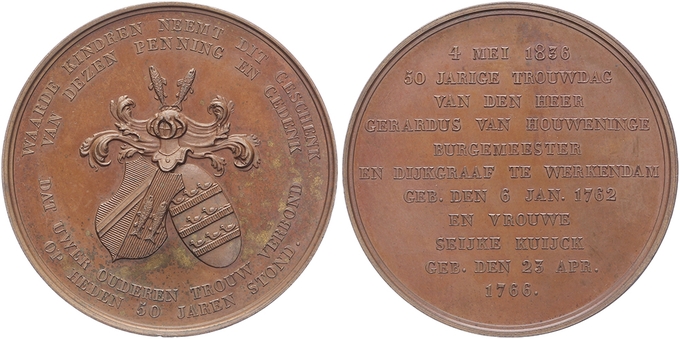 WAARDE KINDREN NEEMT DIT GESCHENK
VAN DEZEN PENNING EN GEDENK
DAT UWER OUDEREN TROUW VERBOND
OP HEDEN 50 JAREN STOND.
4 MEI 1836
50 JARIGE TROUWDAG
VAN DEN HEER
GERARDUS VAN HOUWENINGE
BURGEMEESTER
EN DIJKGRAAF TE WERKENDAM
GEB. DEN 6 JAN. 1762
EN VROUWE
SEIJKE KUIJCK
GEB. DEN 23 APR.
1766.